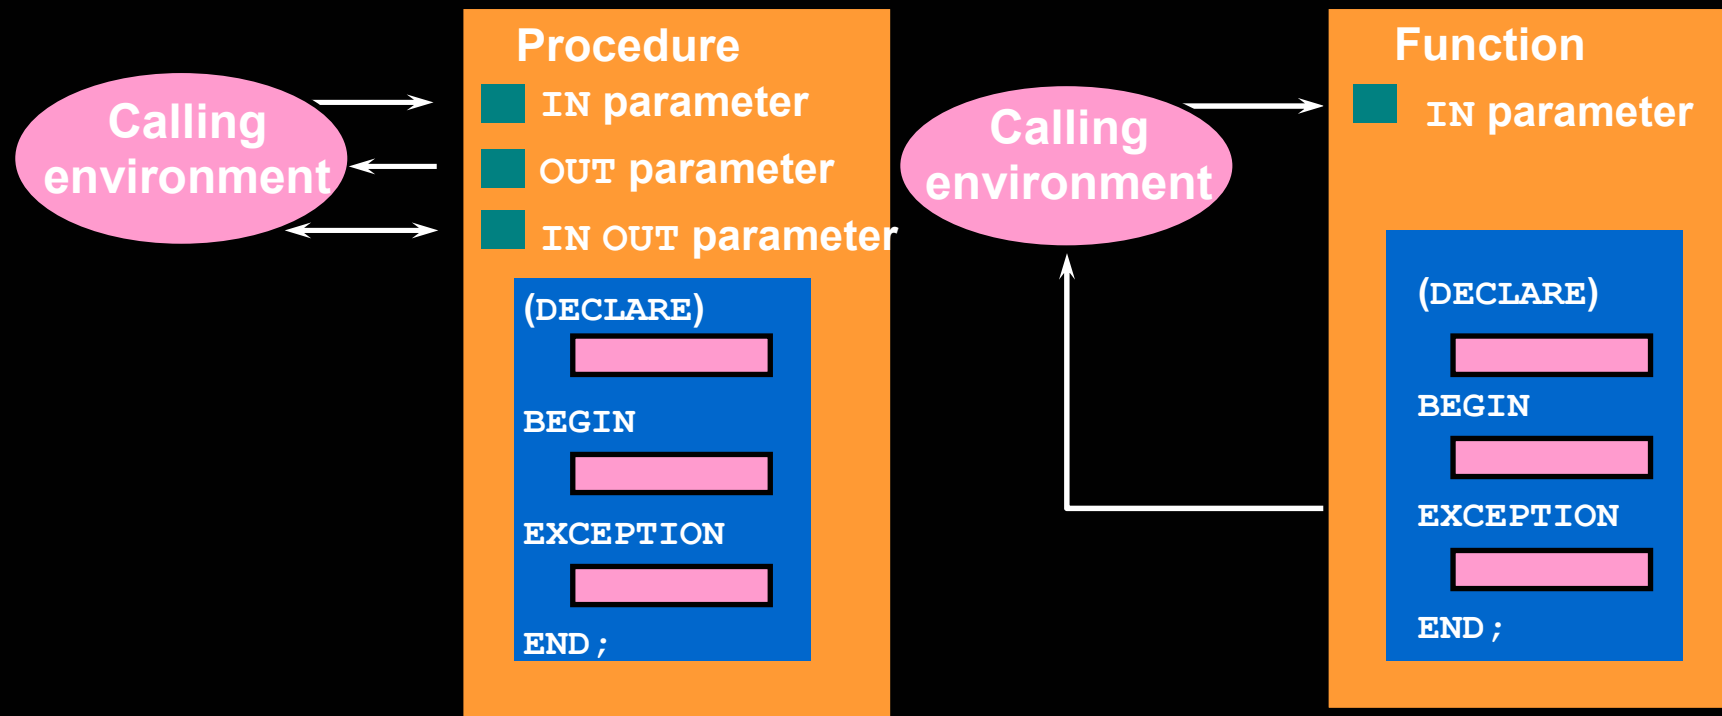 Procedure
IN parameter
OUT parameter
IN OUT parameter
Calling
environment
(DECLARE)
BEGIN
EXCEPTION
END;
Function
IN parameter
Calling
environment
(DECLARE)
BEGIN
EXCEPTION
END;